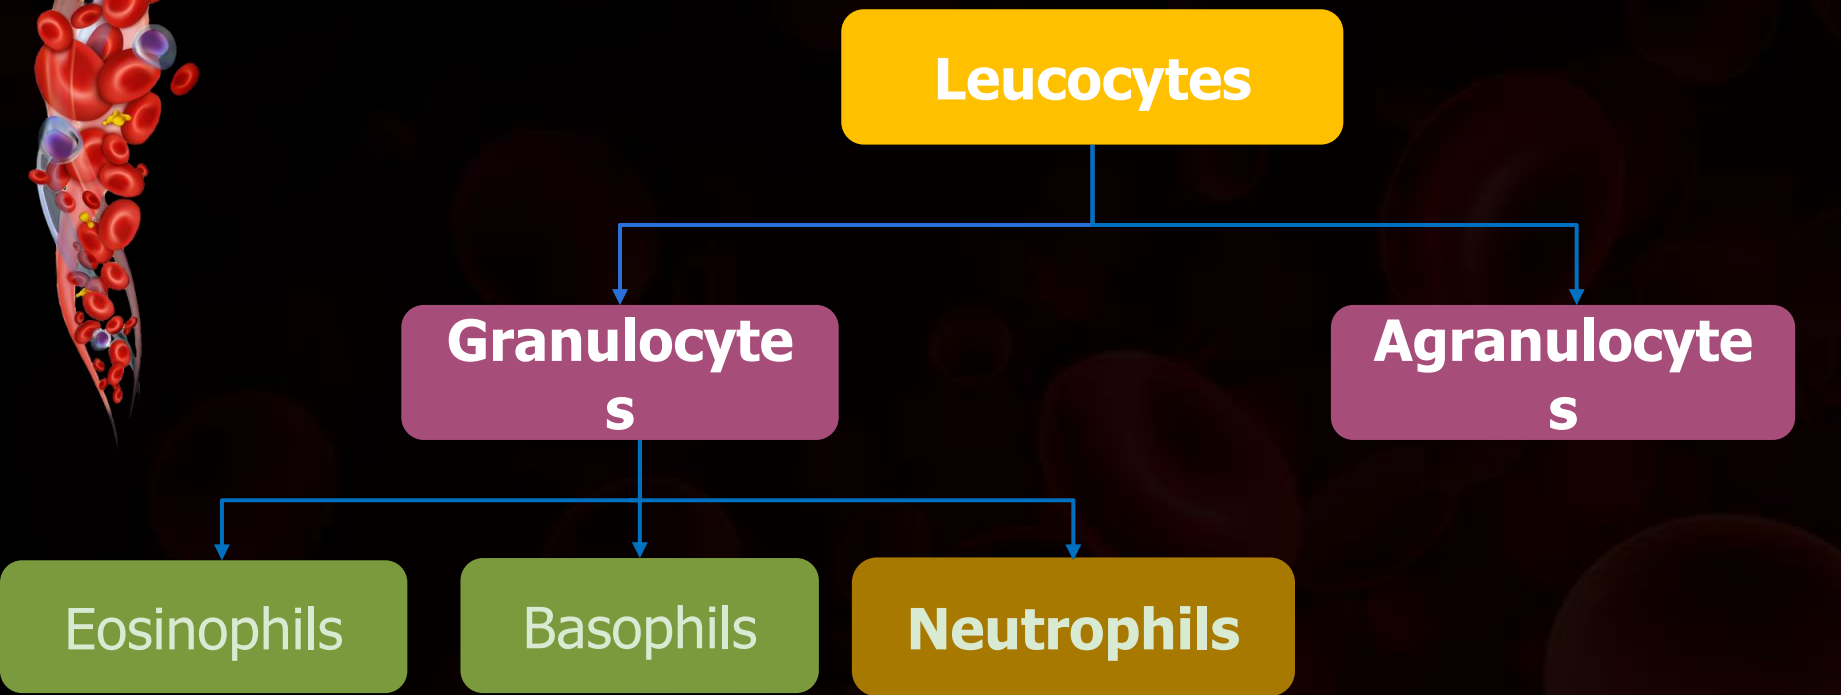 Leucocytes
Granulocyte
s
Agranulocyte
s
Eosinophils
Basophils
Neutrophils